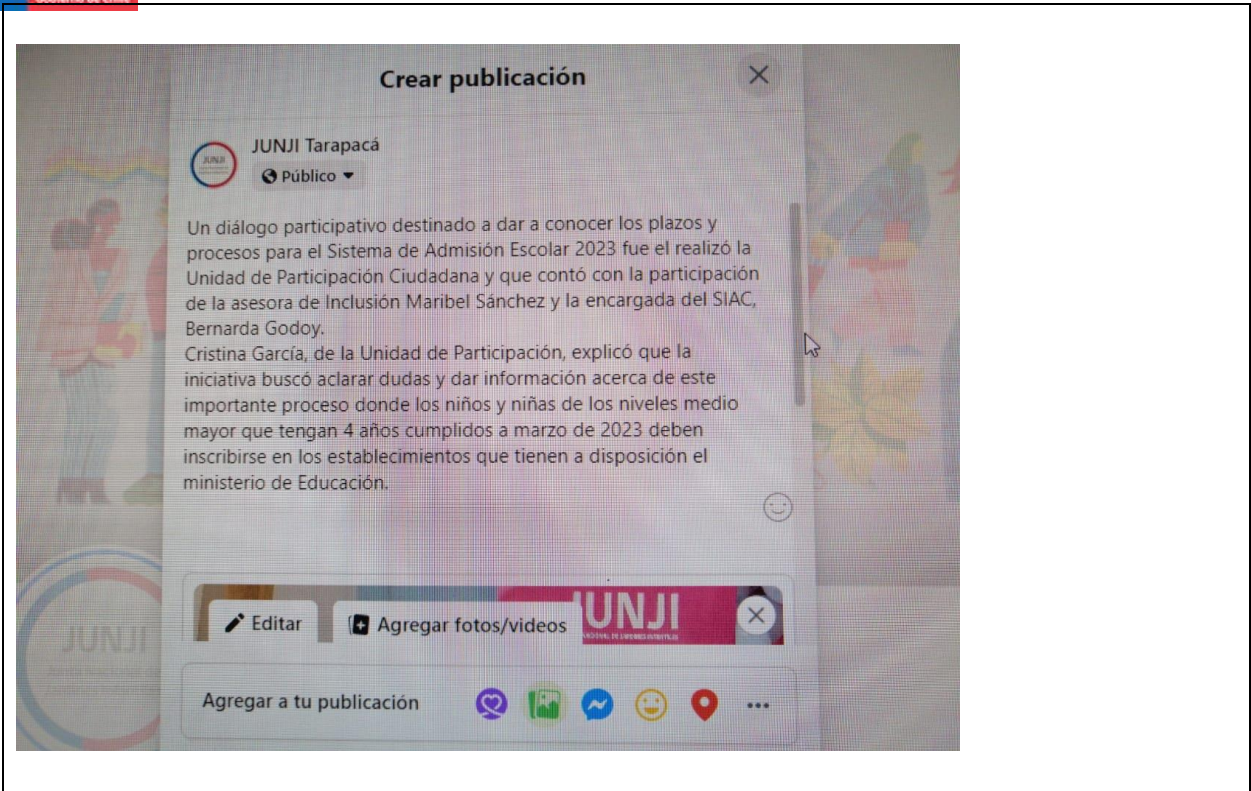 Crear publicación
JUNJI Tarapacá
JUNJI
Público
Un diálogo participativo destinado a dar a conocer los plazos y
procesos para el Sistema de Admisión Escolar 2023 fue el realizó la
Unidad de Participación Ciudadana y que contó con la participación
de la asesora de Inclusión Maribel Sánchez y la encargada del SIAC,
Bernarda Godoy.
Cristina García, de la Unidad de Participación, explicó que la
iniciativa buscó aclarar dudas y dar información acerca de este
importante proceso donde los niños y niñas de los niveles medio
mayor que tengan 4 años cumplidos a marzo de 2023 deben
inscribirse en los establecimientos que tienen a disposición el
ministerio de Educación.
JUNJI
Editar
Agregar fotos/videos
JUNJI
Agregar a tu publicación